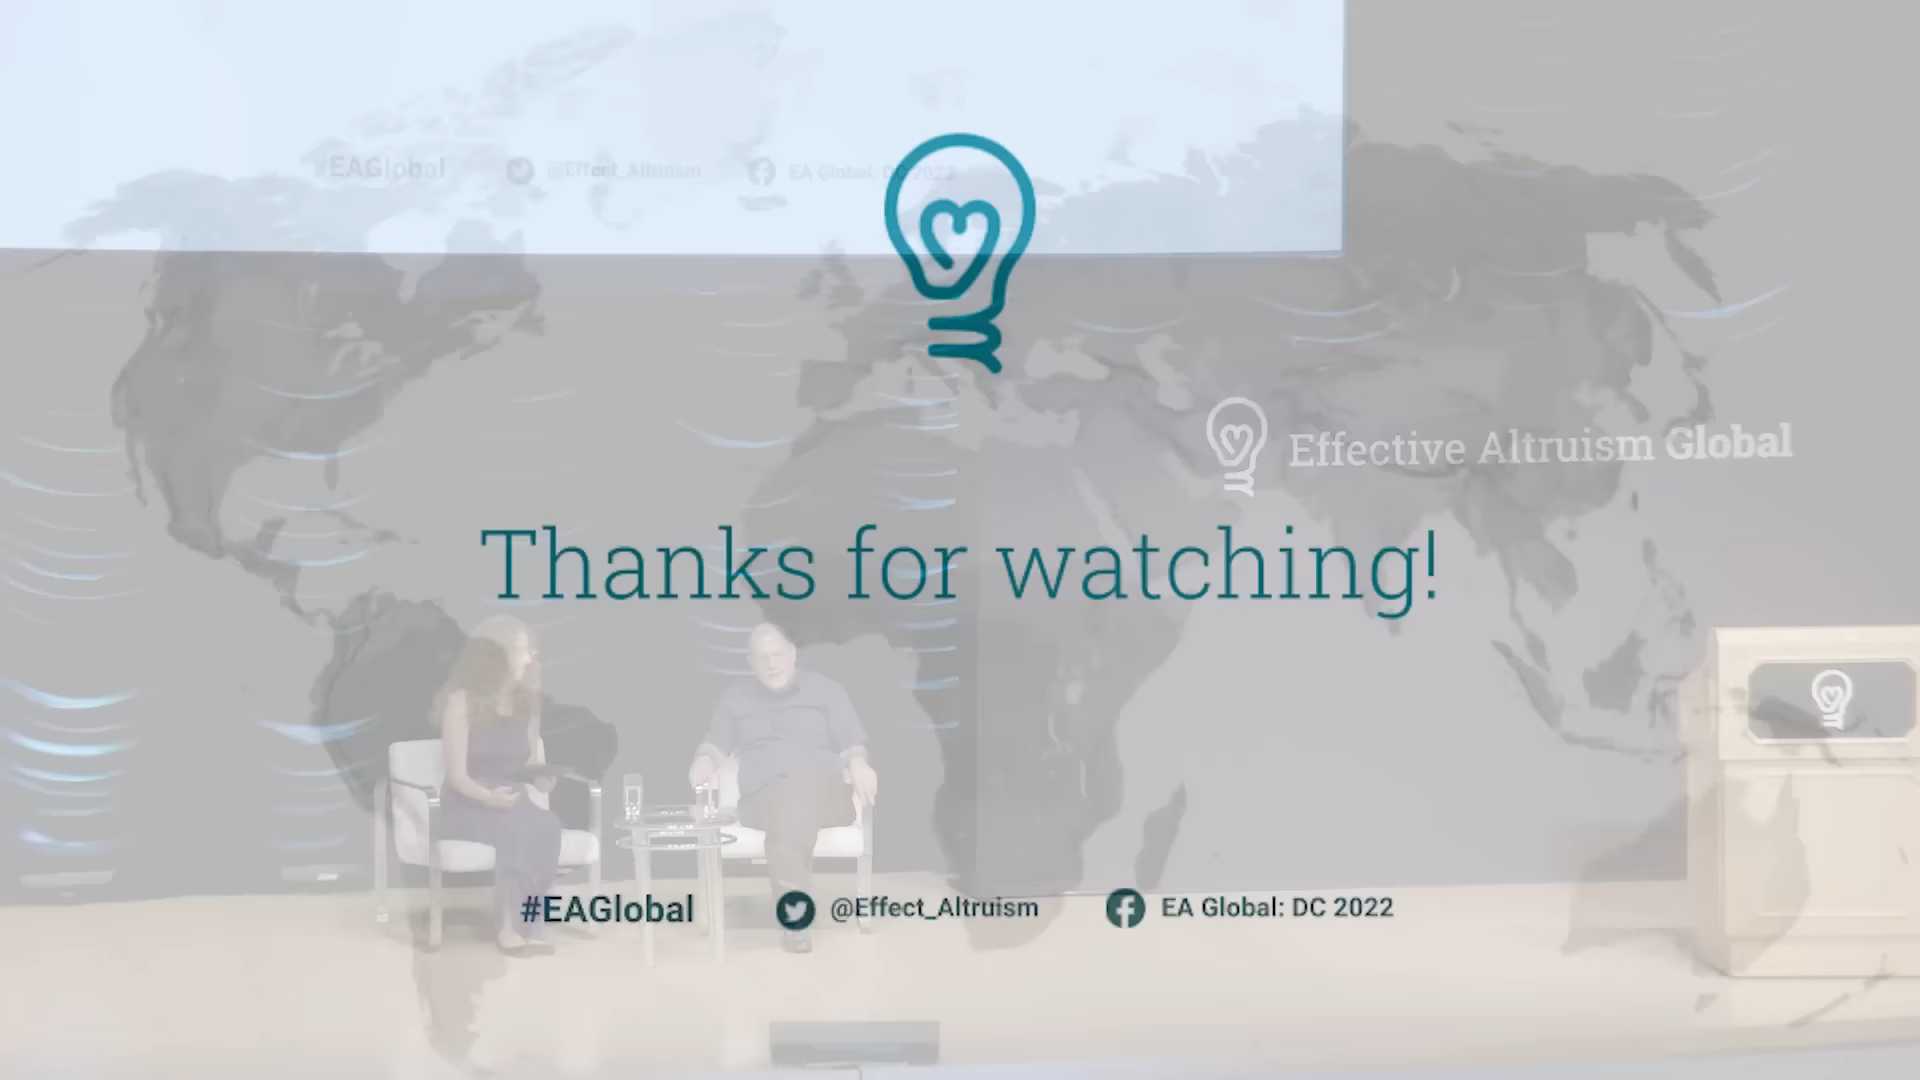 #EAGlobal @Effect_Altruism EA Global: DC 2022
Effective Altruism Global
Thanks for watching!
#EAGlobal @Effect_Altruism EA Global: DC 2022